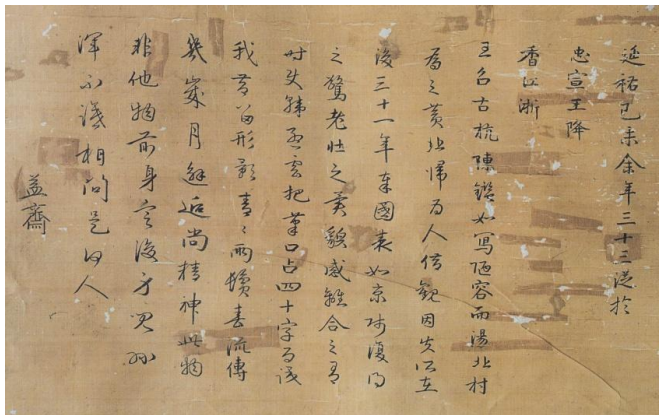 延祐己未余年三十三從於
忠宣王降
香江浙
王召古杭陳鑑如寫陋容而湯北村
爲之賛北歸爲人借觀因失所在
後三十一年奉國表如京師復得
之驚老壯之異貌感離合之有
時把筆口占四十字爲識
我昔留形影靑〻兩鬢春流傳
幾歲月邂逅尙精神此物
非他物前身定後身兒孫
渾不識相問是何人
益齋